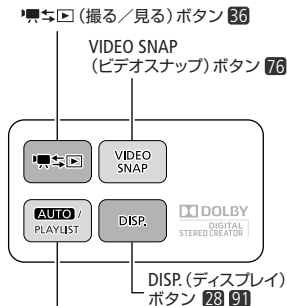 （撮る／見る）ボタン 36
VIDEO SNAP
（ビデオスナップ）ボタン 76
VIDEO
SNAP
AUTO /
PLAYLIST
DISP.
DOLBY
DIGITAL
STEREO CREATOR
DISP.（ディスプレイ）
ボタン 28 91